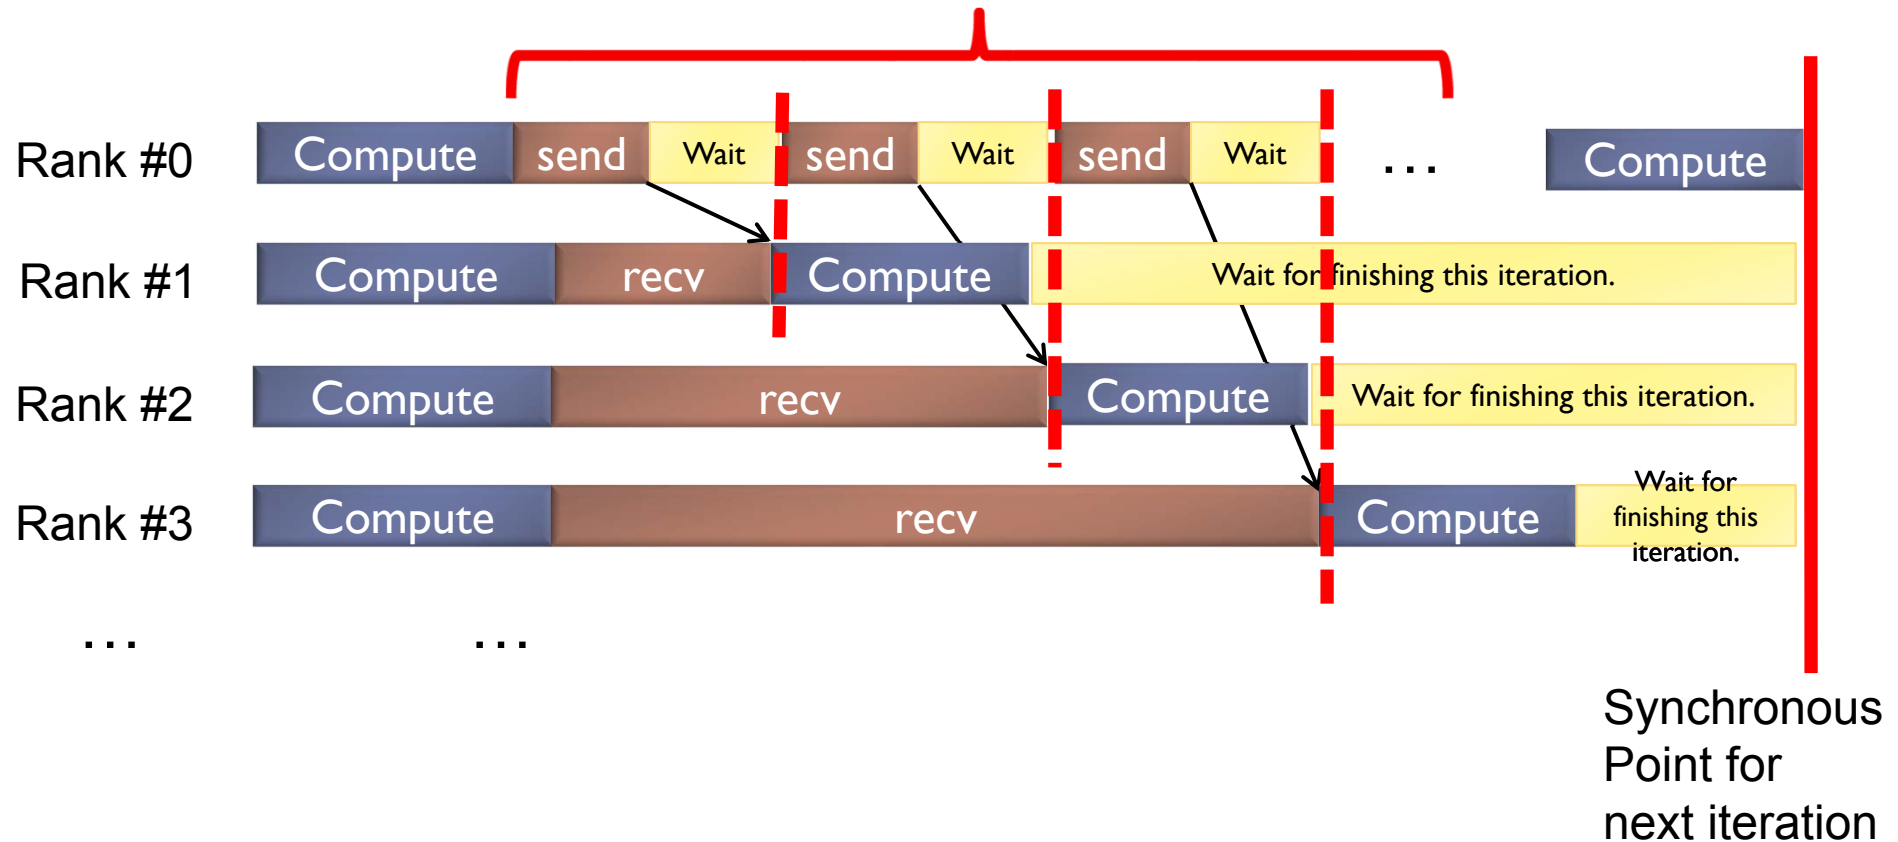 Rank #0
Compute
send
Wait
send
Wait
send
Wait
...
Compute
Rank #1
Compute
recv
Compute
Wait for finishing this iteration.
Rank #2
Compute
recv
Compute
Wait for finishing this iteration.
Rank #3
Compute
recv
Compute
Wait for
finishing this
iteration.
...
...
Synchronous
Point for
next iteration